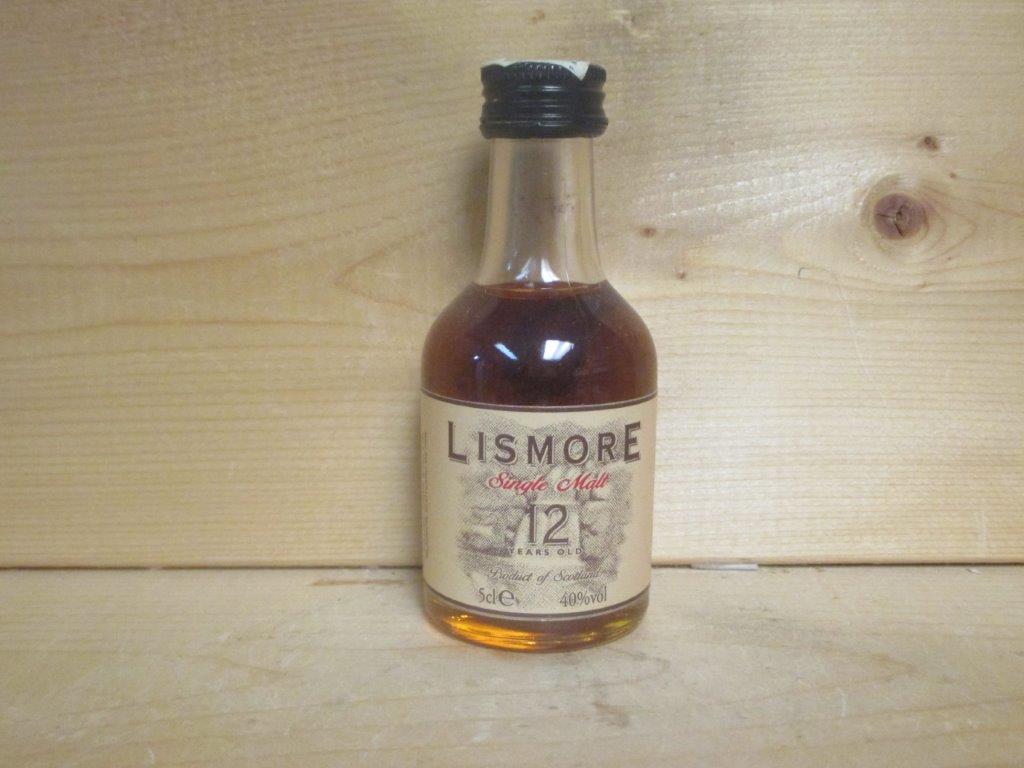 LISMORE
Single Malt
12
YEARS OLD
Product of Scotland
5cl e 40%vol